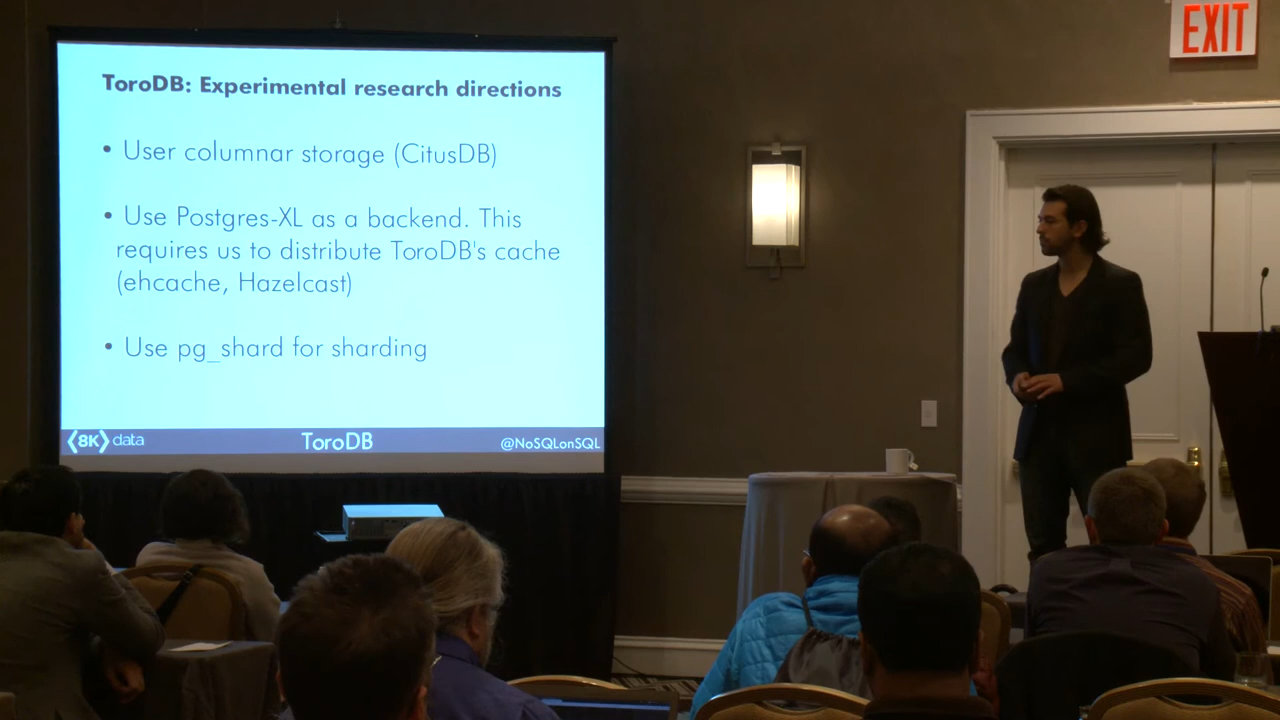 EXIT
ToroDB: Experimental research directions
• User columnar storage (CitusDB)
• Use Postgres-XL as a backend. This
requires us to distribute ToroDB's cache
(ehcache, Hazelcast)
• Use pg_shard for sharding
8K data
ToroDB
@NoSQLonSQL